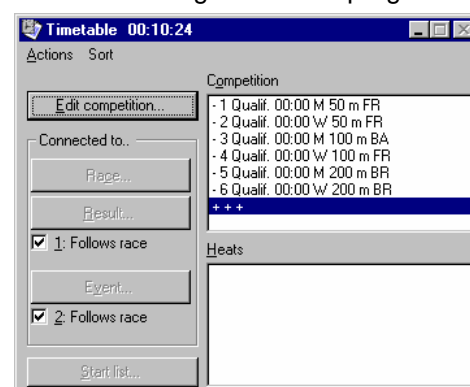 Timetable 00:10:24
Actions Sort
Competition
Edit competition...
- 1 Qualif. 00:00 M 50 m FR
- 2 Qualif. 00:00 W 50 m FR
- 3 Qualif. 00:00 M 100 m BA
- 4 Qualif. 00:00 W 100 m FR
- 5 Qualif. 00:00 M 200 m BR
- 6 Qualif. 00:00 W 200 m BR
+ + +
Connected to..
Race...
Result...
1: Follows race
Heats
Event...
2: Follows race
Start list...